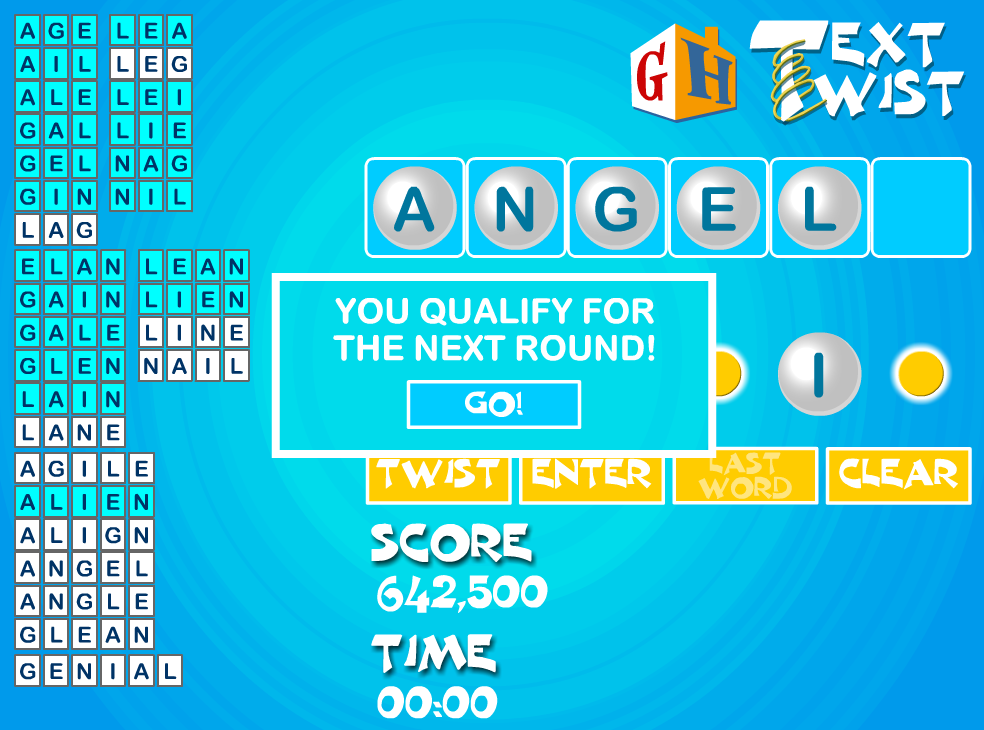 AGE LEA
AIL LEG
ALE LEI
GAL LIE
GEL NAG
GIN NIL
LAG
ELAN LEAN
GAIN LIEN
GALE LINE
GLEN NAIL
LAIN
LANE
AGILE
ALIEN
ALIGN
ANGEL
ANGLE
GLEAN
GENIAL
GH
TEXT
TWIST
ANGEL
YOU QUALIFY FOR
THE NEXT ROUND!
GO!
I
TWIST ENTER LAST WORD CLEAR
SCORE
642,500
TIME
00:00